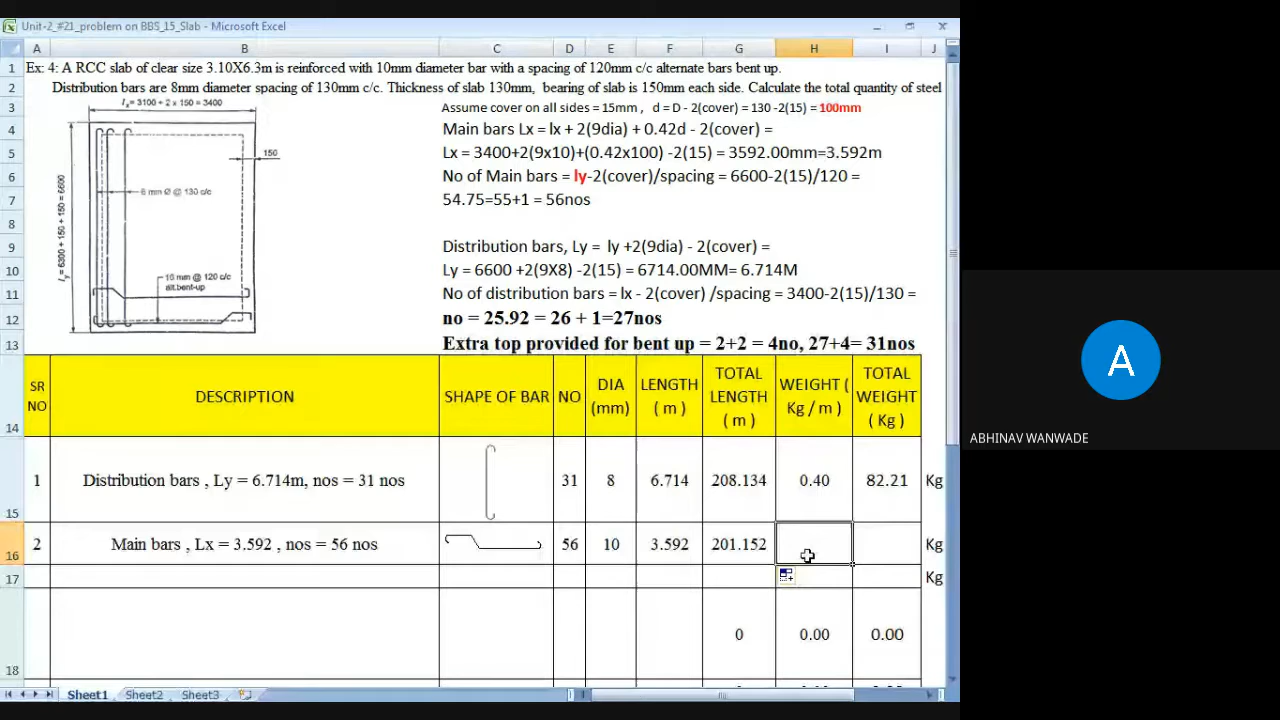 Unit-2_#21_problem on BBS_15_Slab - Microsoft Excel
A B C D E F G H I J
1 Ex: 4: A RCC slab of clear size 3.10X6.3m is reinforced with 10mm diameter bar with a spacing of 120mm c/c alternate bars bent up.
2 Distribution bars are 8mm diameter spacing of 130mm c/c. Thickness of slab 130mm, bearing of slab is 150mm each side. Calculate the total quantity of steel
3 Assume cover on all sides = 15mm , d = D - 2(cover) = 130 -2(15) = 100mm
4 Main bars Lx = lx + 2(9dia) + 0.42d - 2(cover) =
5 Lx = 3400+2(9x10)+(0.42x100) -2(15) = 3592.00mm=3.592m
6 No of Main bars = ly-2(cover)/spacing = 6600-2(15)/120 =
7 54.75=55+1 = 56nos
8
9 Distribution bars, Ly = ly +2(9dia) - 2(cover) =
10 Ly = 6600 +2(9X8) -2(15) = 6714.00MM= 6.714M
11 No of distribution bars = lx - 2(cover) /spacing = 3400-2(15)/130 =
12 no = 25.92 = 26 + 1=27nos
13 Extra top provided for bent up = 2+2 = 4no, 27+4= 31nos
lx = 3100 + 2 x 150 = 3400
150
8 mm Ø @ 130 c/c
ly = 6300 + 150 + 150 = 6600
10 mm @ 120 c/c
alt.bent-up
14 SR NO DESCRIPTION SHAPE OF BAR NO DIA (mm) LENGTH ( m ) TOTAL LENGTH ( m ) WEIGHT ( Kg / m ) TOTAL WEIGHT ( Kg )
15 1 Distribution bars , Ly = 6.714m, nos = 31 nos 31 8 6.714 208.134 0.40 82.21 Kg
16 2 Main bars , Lx = 3.592 , nos = 56 nos 56 10 3.592 201.152 Kg
17 Kg
18 0 0.00 0.00
Sheet1 Sheet2 Sheet3
A
ABHINAV WANWADE